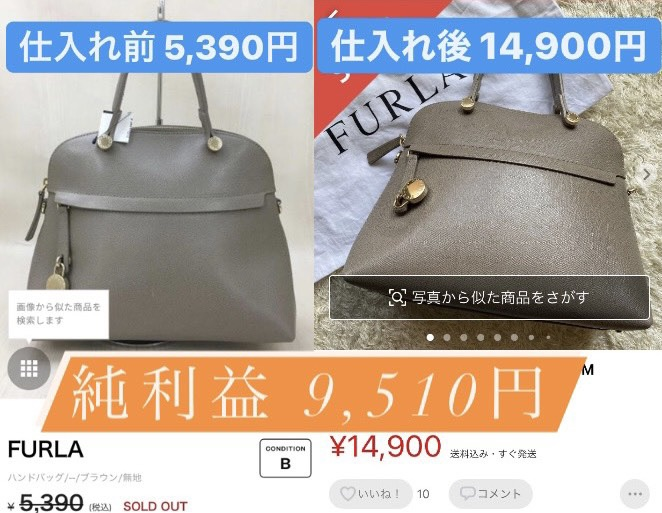 仕入れ前 5,390円
仕入れ後 14,900円
FURLA
画像から似た商品を
検索します
写真から似た商品をさがす
純利益 9,510円
M
FURLA
CONDITION
B
ハンドバッグ/--/ブラウン/無地
¥ 5,390 (税込) SOLD OUT
¥14,900 送料込み・すぐ発送
いいね！ 10 コメント